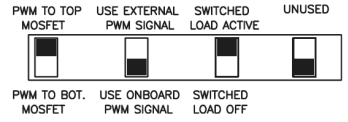 PWM TO TOP
MOSFET
USE EXTERNAL
PWM SIGNAL
SWITCHED
LOAD ACTIVE
UNUSED
PWM TO BOT.
MOSFET
USE ONBOARD
PWM SIGNAL
SWITCHED
LOAD OFF